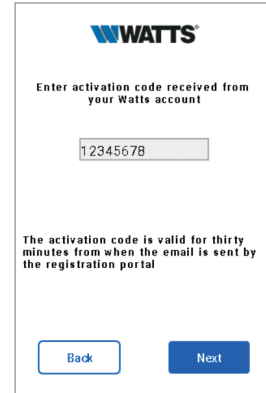 WATTS®
Enter activation code received from
your Watts account
12345678
The activation code is valid for thirty
minutes from when the email is sent by
the registration portal
Back
Next